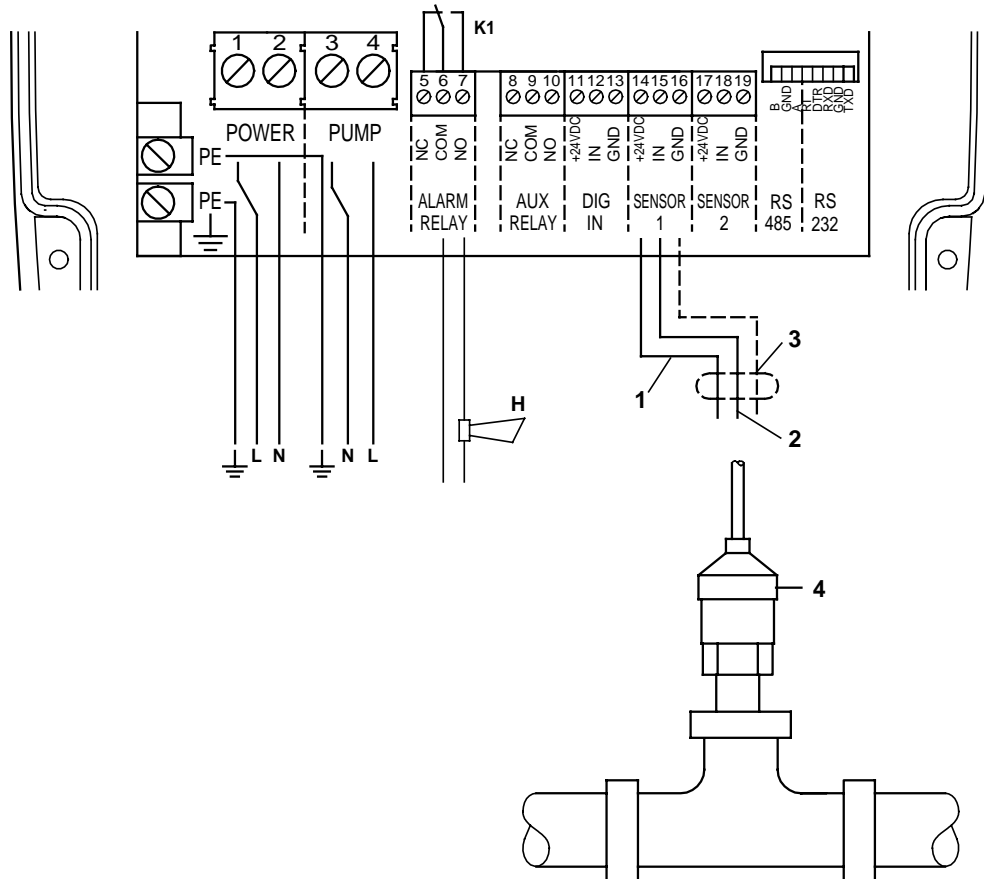 K1
1 2 3 4
5 6 7 8 9 10 11 12 13 14 15 16 17 18 19
POWER PUMP
NC COM NO NC COM NO +24VDC IN GND +24VDC IN GND +24VDC IN GND
B GND A RI DTR RXD GND TXD
PE
PE
ALARM RELAY
AUX RELAY
DIG IN
SENSOR 1
SENSOR 2
RS 485
RS 232
3
1
H
2
L N N L
4